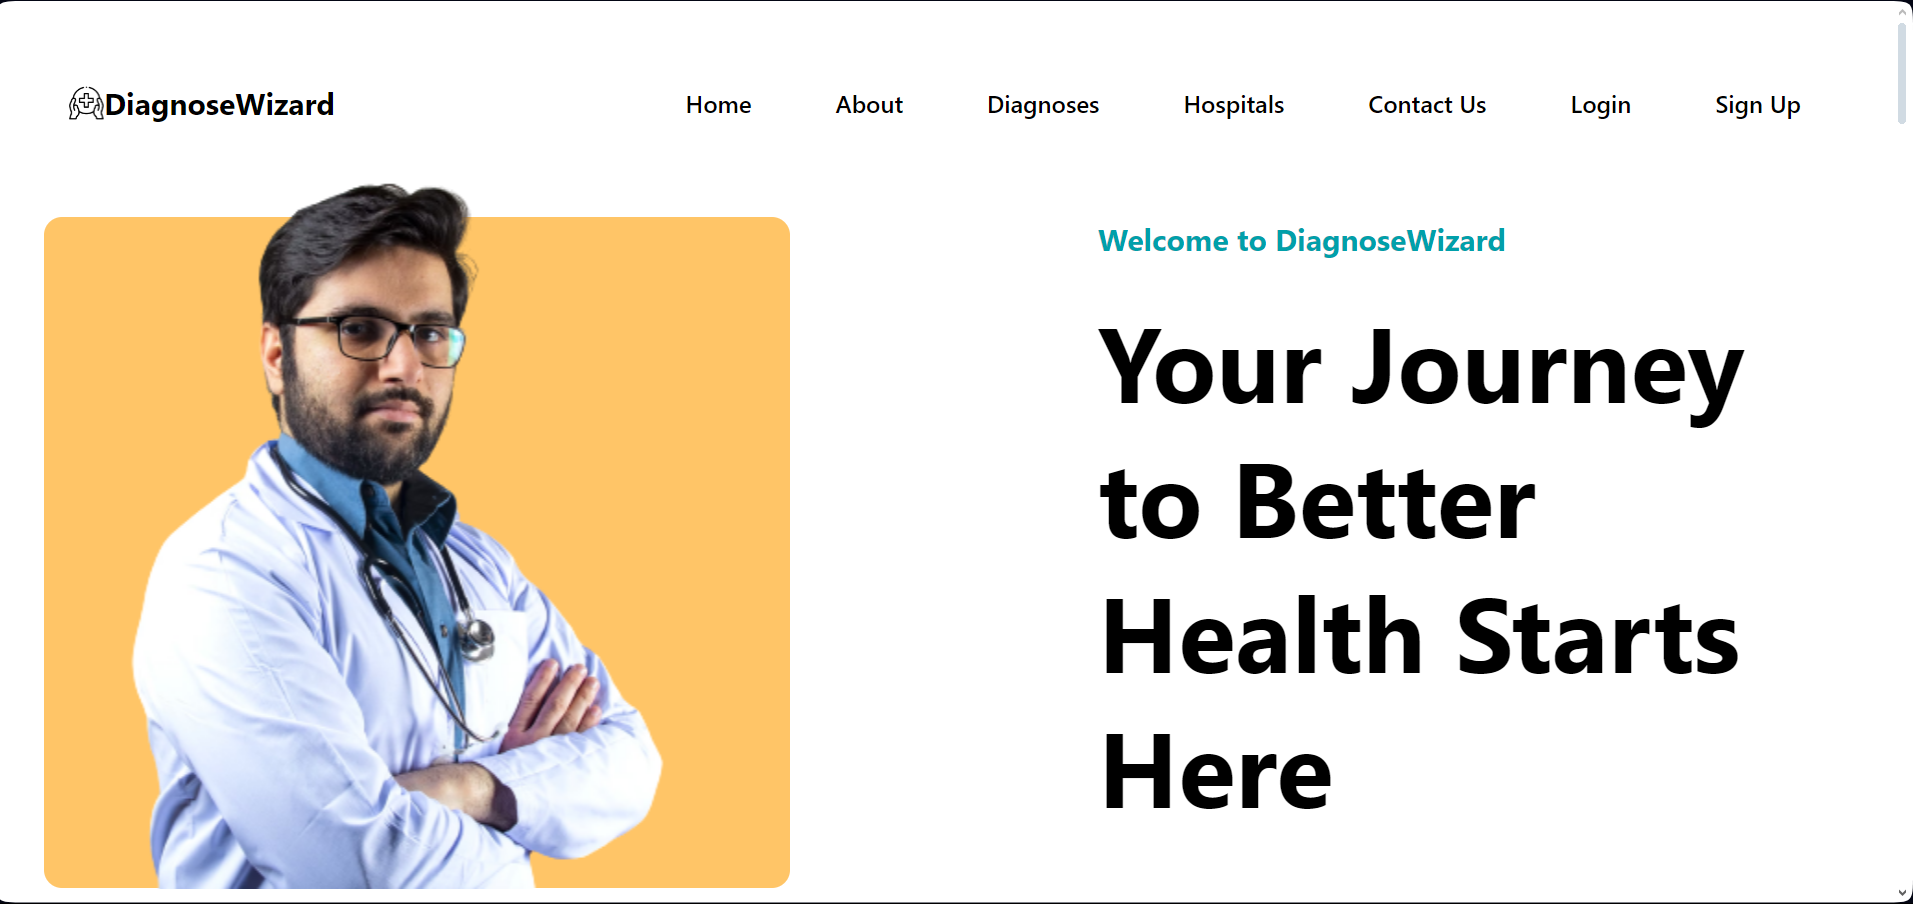 DiagnoseWizard
Home
About
Diagnoses
Hospitals
Contact Us
Login
Sign Up
Welcome to DiagnoseWizard
Your Journey
to Better
Health Starts
Here